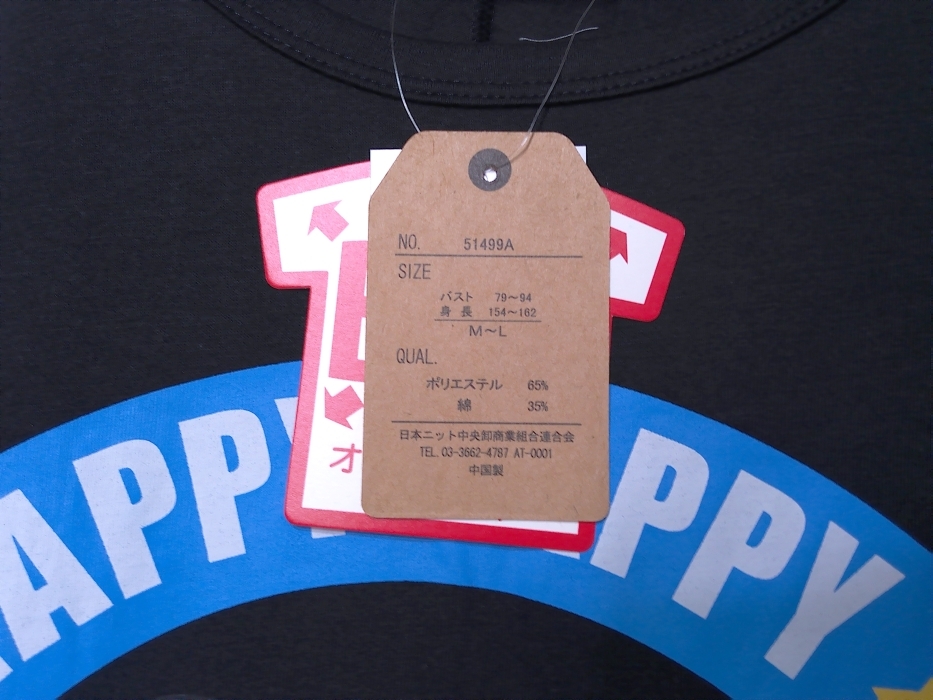 NO. 51499A
SIZE
バスト 79～94
身長 154～162
M～L
QUAL.
ポリエステル 65%
綿 35%
日本ニット中央卸商業組合連合会
TEL. 03-3662-4787 AT-0001
中国製
オ
HAPPY HAPPY